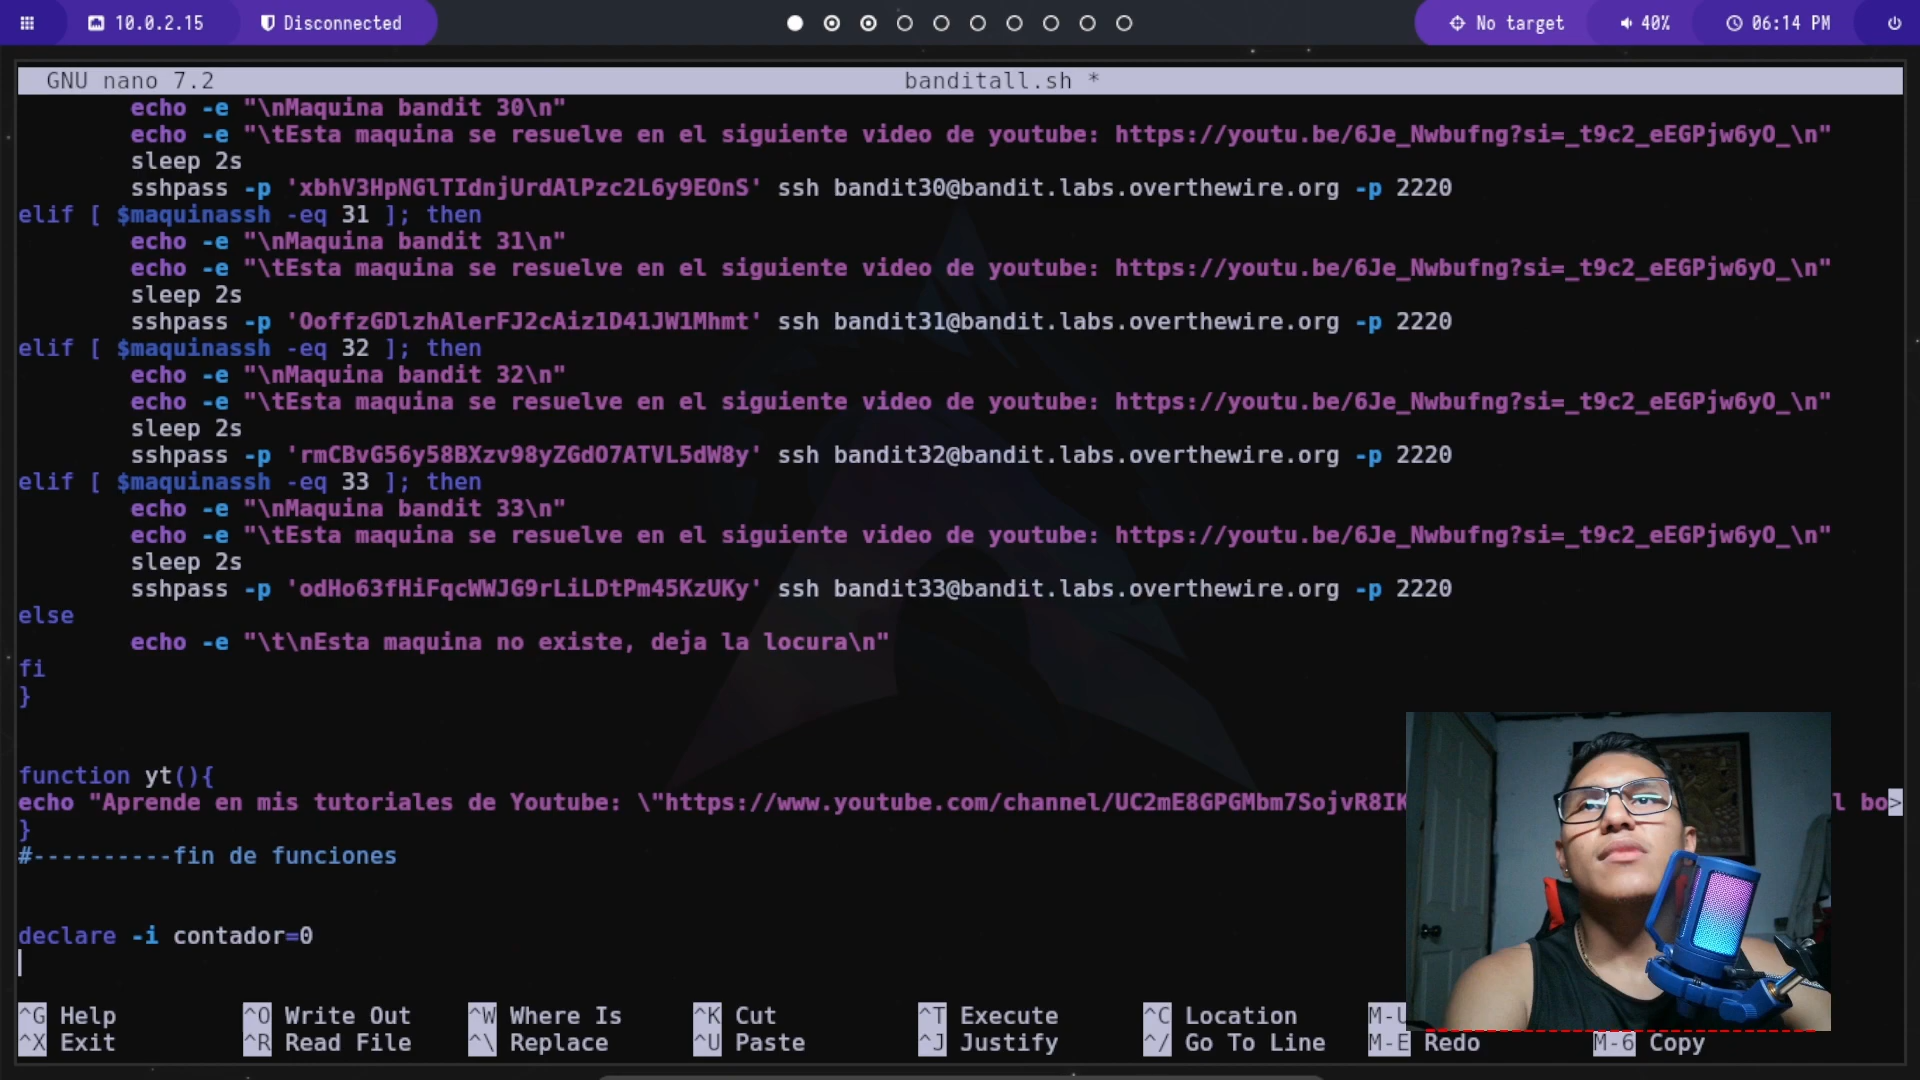 10.0.2.15 Disconnected No target 40% 06:14 PM
GNU nano 7.2 banditall.sh *
echo -e "\nMaquina bandit 30\n"
echo -e "\tEsta maquina se resuelve en el siguiente video de youtube: https://youtu.be/6Je_Nwbufng?si=_t9c2_eEGPjw6yO_\n"
sleep 2s
sshpass -p 'xbhV3HpNGlTIdnjUrdAlPzc2L6y9EOnS' ssh bandit30@bandit.labs.overthewire.org -p 2220
elif [ $maquinassh -eq 31 ]; then
echo -e "\nMaquina bandit 31\n"
echo -e "\tEsta maquina se resuelve en el siguiente video de youtube: https://youtu.be/6Je_Nwbufng?si=_t9c2_eEGPjw6yO_\n"
sleep 2s
sshpass -p 'OoffzGDlzhAlerFJ2cAiz1D41JW1Mhmt' ssh bandit31@bandit.labs.overthewire.org -p 2220
elif [ $maquinassh -eq 32 ]; then
echo -e "\nMaquina bandit 32\n"
echo -e "\tEsta maquina se resuelve en el siguiente video de youtube: https://youtu.be/6Je_Nwbufng?si=_t9c2_eEGPjw6yO_\n"
sleep 2s
sshpass -p 'rmCBvG56y58BXzv98yZGdO7ATVL5dW8y' ssh bandit32@bandit.labs.overthewire.org -p 2220
elif [ $maquinassh -eq 33 ]; then
echo -e "\nMaquina bandit 33\n"
echo -e "\tEsta maquina se resuelve en el siguiente video de youtube: https://youtu.be/6Je_Nwbufng?si=_t9c2_eEGPjw6yO_\n"
sleep 2s
sshpass -p 'odHo63fHiFqcWWJG9rLiLDtPm45KzUKy' ssh bandit33@bandit.labs.overthewire.org -p 2220
else
echo -e "\t\nEsta maquina no existe, deja la locura\n"
fi
}
function yt(){
echo "Aprende en mis tutoriales de Youtube: \"https://www.youtube.com/channel/UC2mE8GPGMbm7SojvR8IK l bo>
}
#----------fin de funciones
declare -i contador=0
^G Help ^O Write Out ^W Where Is ^K Cut ^T Execute ^C Location M-U
^X Exit ^R Read File ^\ Replace ^U Paste ^J Justify ^/ Go To Line M-E Redo M-6 Copy